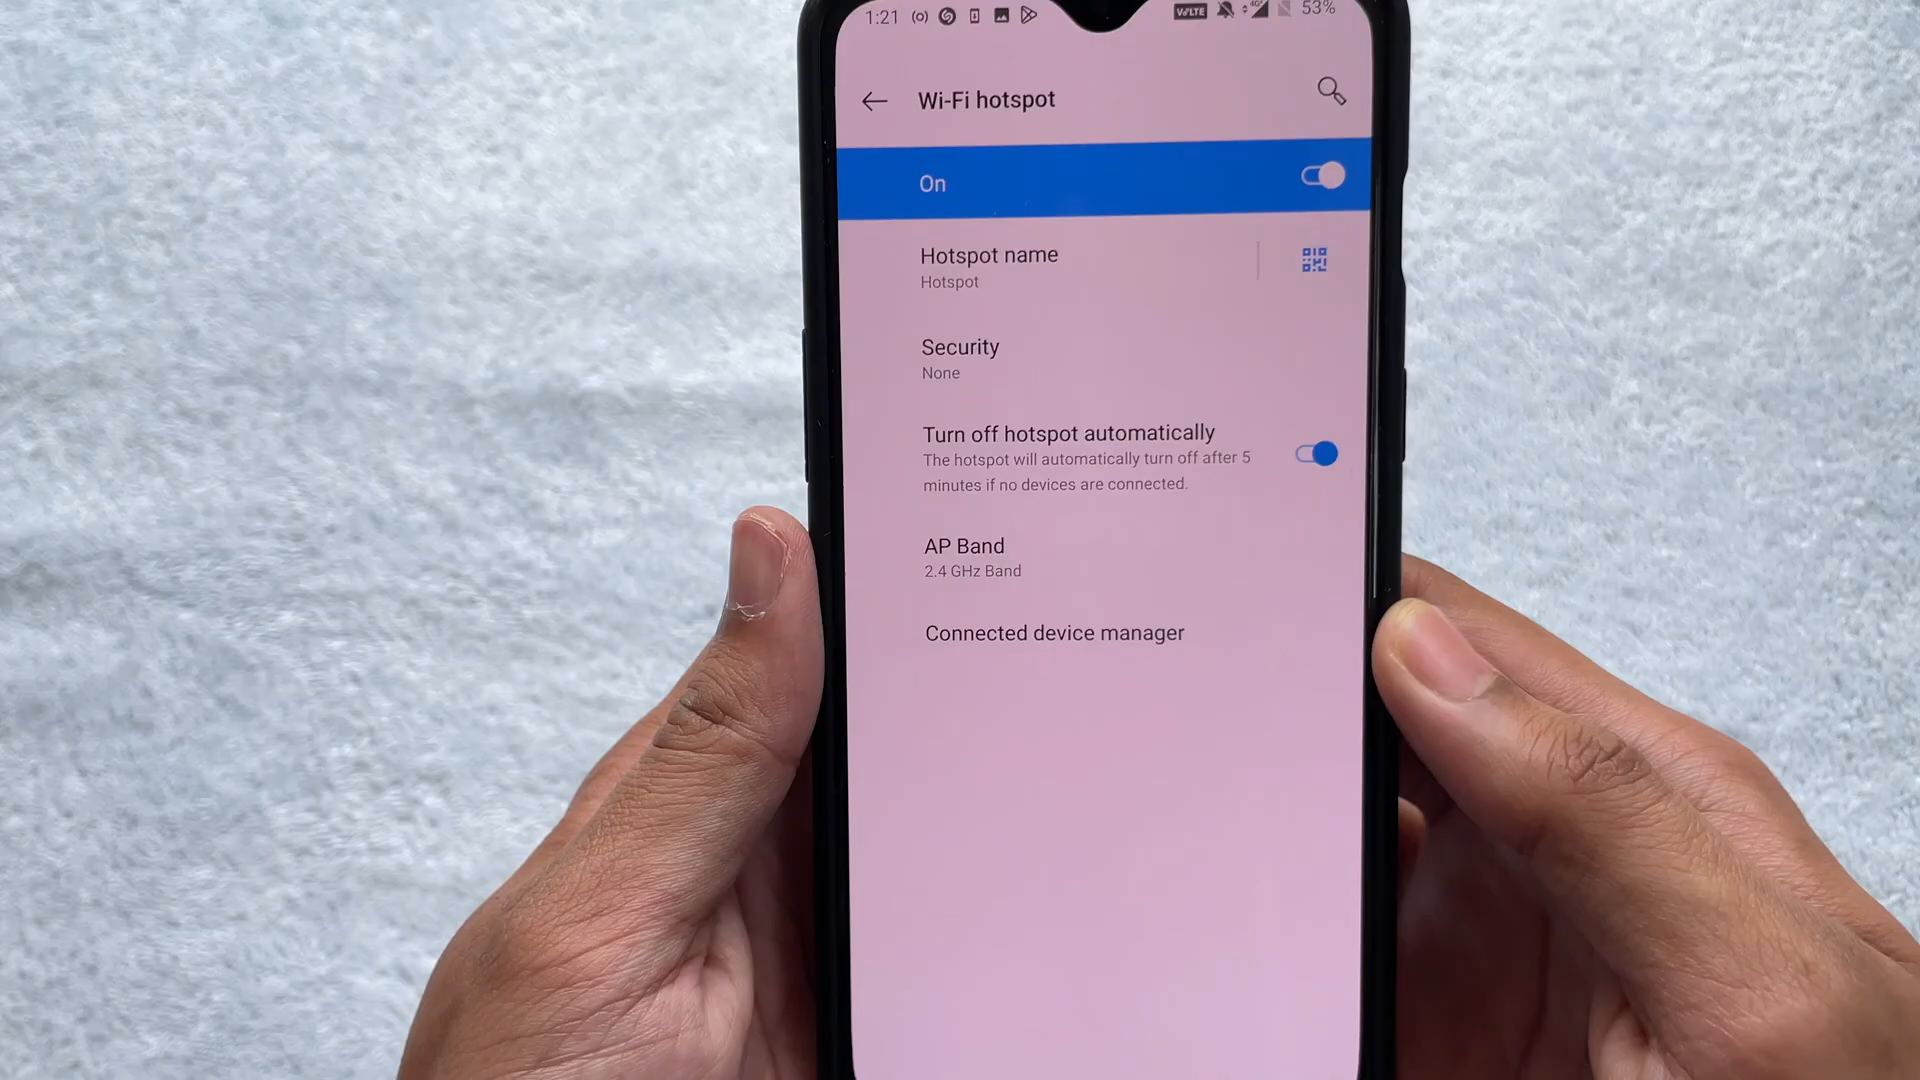 1:21 VoLTE 4G 53%
Wi-Fi hotspot
On
Hotspot name
Hotspot
Security
None
Turn off hotspot automatically
The hotspot will automatically turn off after 5
minutes if no devices are connected.
AP Band
2.4 GHz Band
Connected device manager